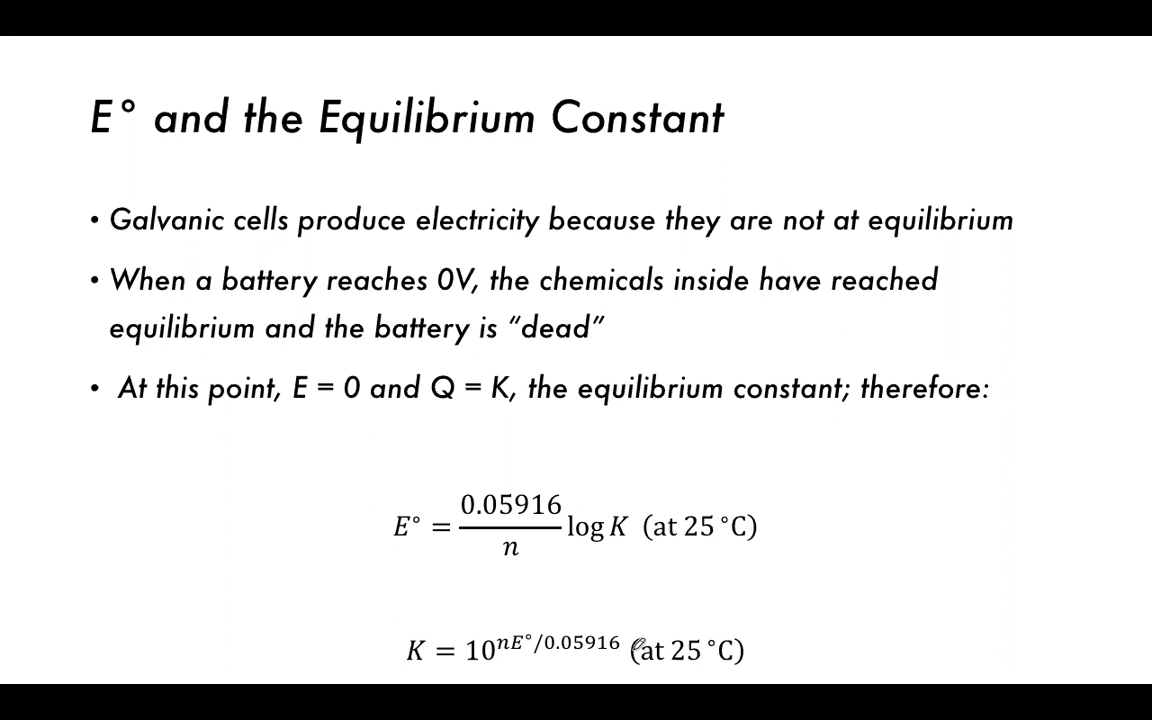 E° and the Equilibrium Constant
• Galvanic cells produce electricity because they are not at equilibrium
• When a battery reaches 0V, the chemicals inside have reached
equilibrium and the battery is “dead”
• At this point, E = 0 and Q = K, the equilibrium constant; therefore:
E° = 0.05916/n log K (at 25 °C)
K = 10^{nE°/0.05916} (at 25 °C)